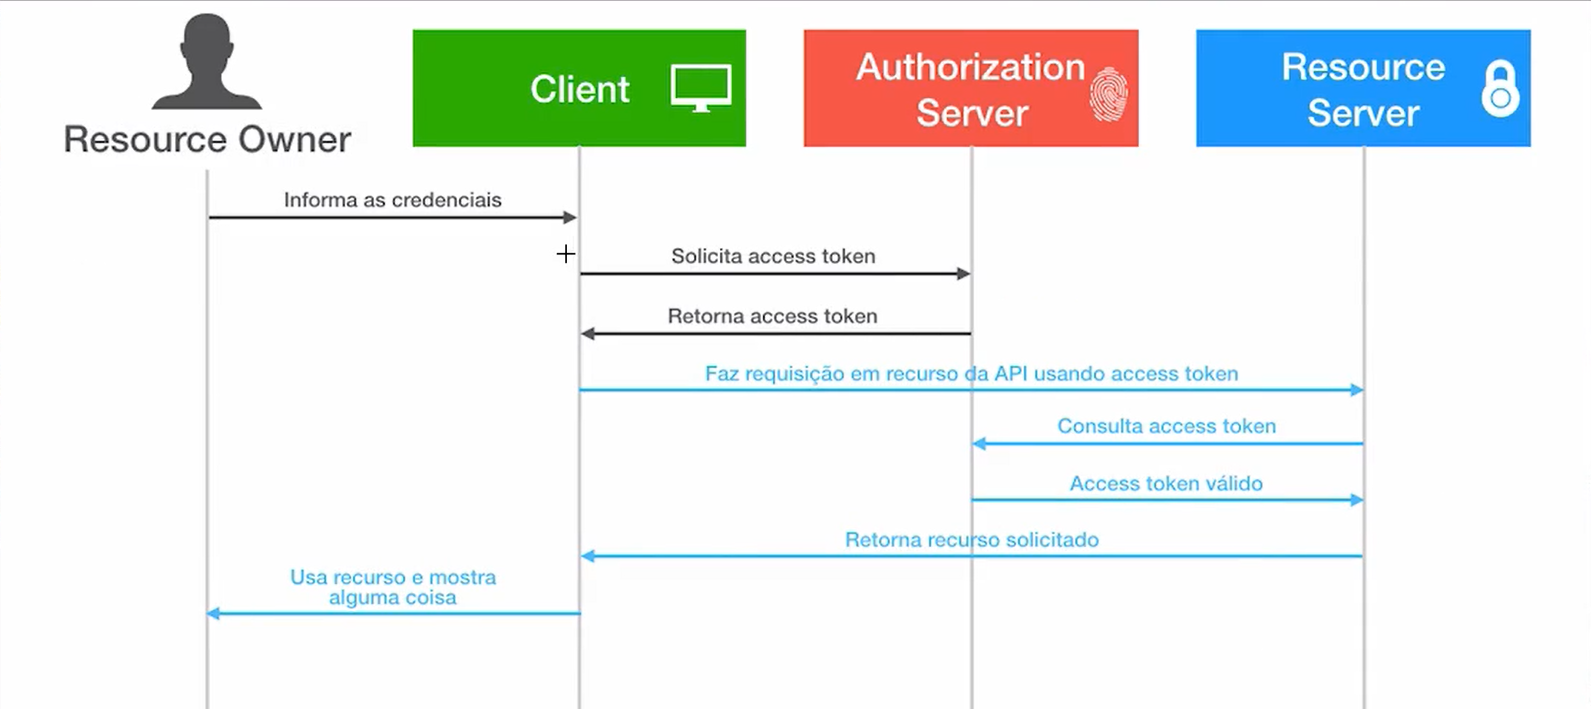 Resource Owner
Client
Authorization
Server
Resource
Server
Informa as credenciais
Solicita access token
Retorna access token
Faz requisição em recurso da API usando access token
Consulta access token
Access token válido
Retorna recurso solicitado
Usa recurso e mostra
alguma coisa